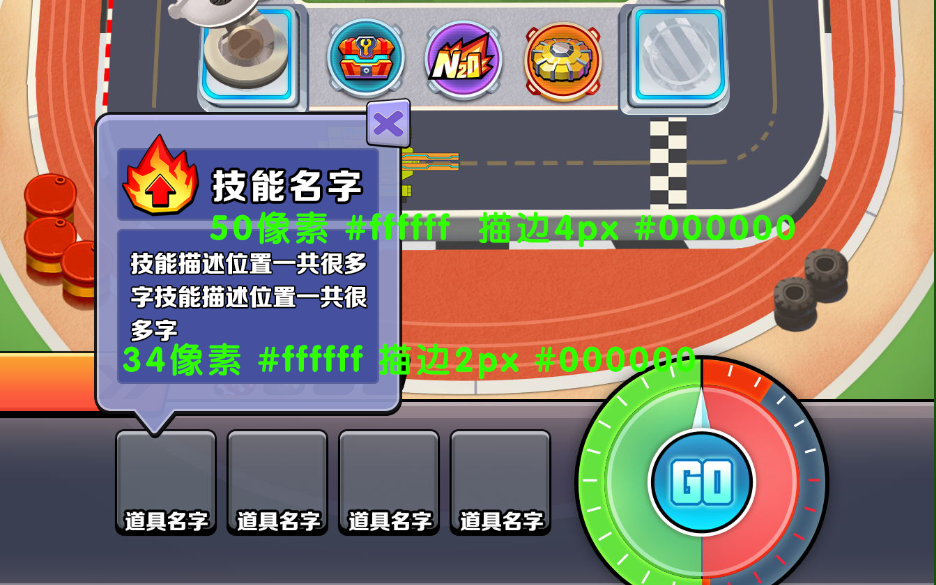 N2O
技能名字
50像素 #ffffff 描边4px #000000
技能描述位置一共很多
字技能描述位置一共很
多字
34像素 #ffffff 描边2px #000000
GO
道具名字 道具名字 道具名字 道具名字